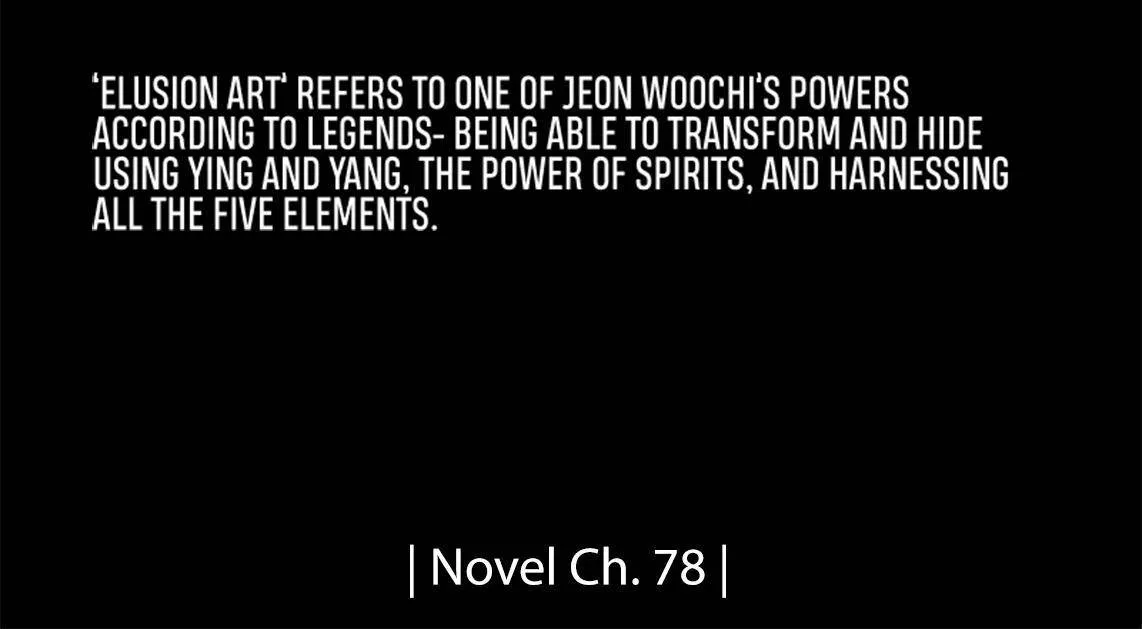 ‘ELUSION ART‘ REFERS TO ONE OF JEON WOOCHI'S POWERS
ACCORDING TO LEGENDS- BEING ABLE TO TRANSFORM AND HIDE
USING YING AND YANG, THE POWER OF SPIRITS, AND HARNESSING
ALL THE FIVE ELEMENTS.
| Novel Ch. 78 |